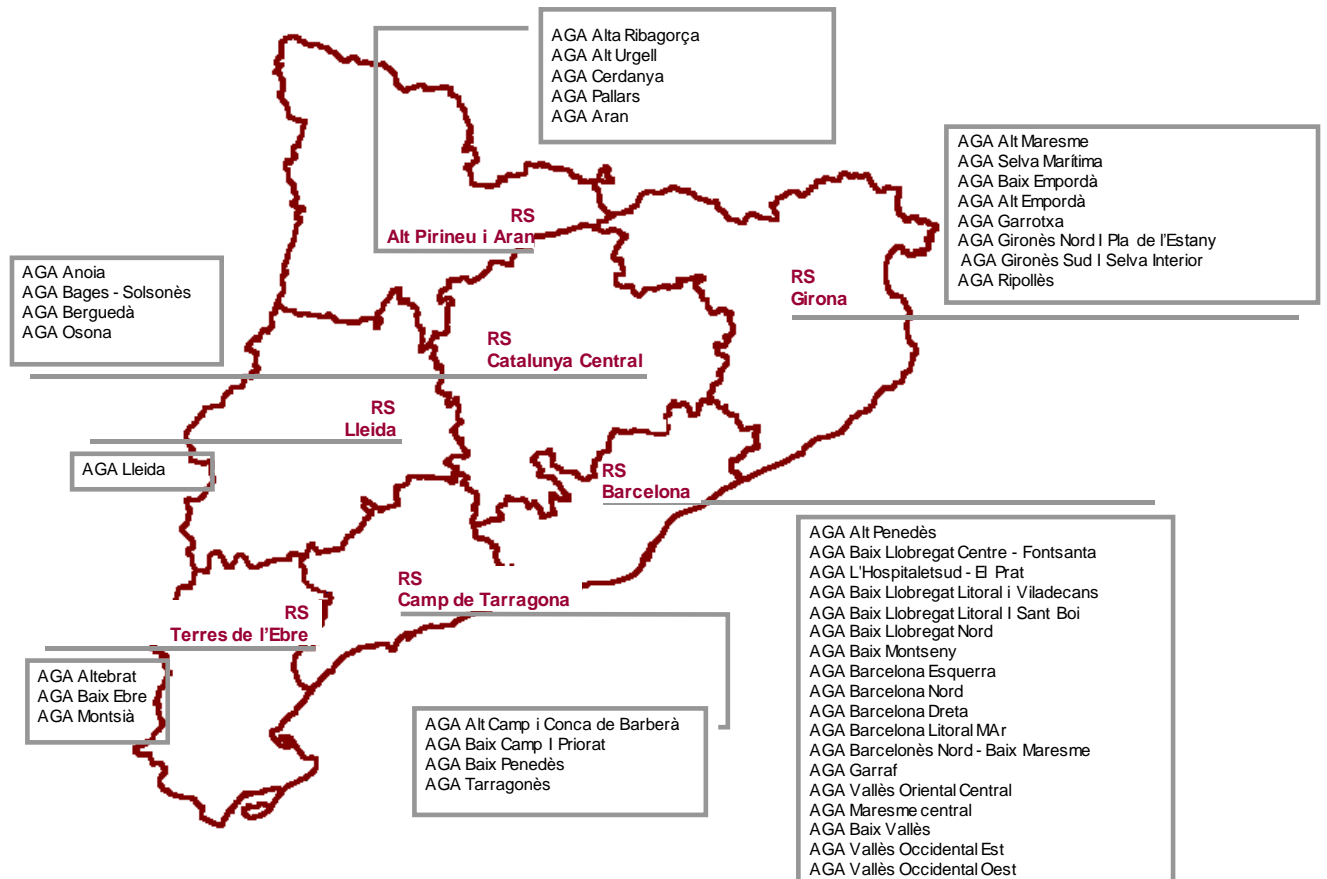 AGA Alta Ribagorça
AGA Alt Urgell
AGA Cerdanya
AGA Pallars
AGA Aran
AGA Alt Maresme
AGA Selva Marítima
AGA Baix Empordà
AGA Alt Empordà
AGA Garrotxa
AGA Gironès Nord I Pla de l'Estany
AGA Gironès Sud I Selva Interior
AGA Ripollès
RS
Alt Pirineu i Aran
AGA Anoia
AGA Bages - Solsonès
AGA Berguedà
AGA Osona
RS
Girona
RS
Catalunya Central
RS
Lleida
AGA Lleida
RS
Barcelona
AGA Alt Penedès
AGA Baix Llobregat Centre - Fontsanta
AGA L'Hospitaletsud - El Prat
AGA Baix Llobregat Litoral i Viladecans
AGA Baix Llobregat Litoral I Sant Boi
AGA Baix Llobregat Nord
AGA Baix Montseny
AGA Barcelona Esquerra
AGA Barcelona Nord
AGA Barcelona Dreta
AGA Barcelona Litoral MAr
AGA Barcelonès Nord - Baix Maresme
AGA Garraf
AGA Vallès Oriental Central
AGA Maresme central
AGA Baix Vallès
AGA Vallès Occidental Est
AGA Vallès Occidental Oest
RS
Camp de Tarragona
RS
Terres de l'Ebre
AGA Altebrat
AGA Baix Ebre
AGA Montsià
AGA Alt Camp i Conca de Barberà
AGA Baix Camp I Priorat
AGA Baix Penedès
AGA Tarragonès